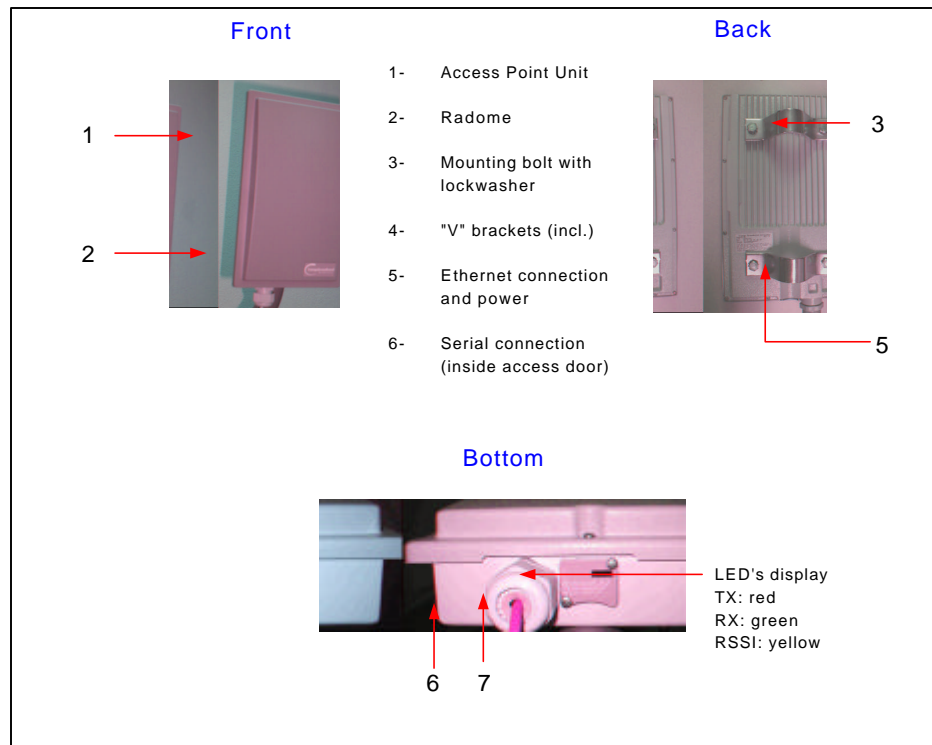 Front
Back
1- Access Point Unit
2- Radome
3- Mounting bolt with
lockwasher
4- "V" brackets (incl.)
5- Ethernet connection
and power
6- Serial connection
(inside access door)
1
2
3
5
Bottom
LED's display
TX: red
RX: green
RSSI: yellow
6
7